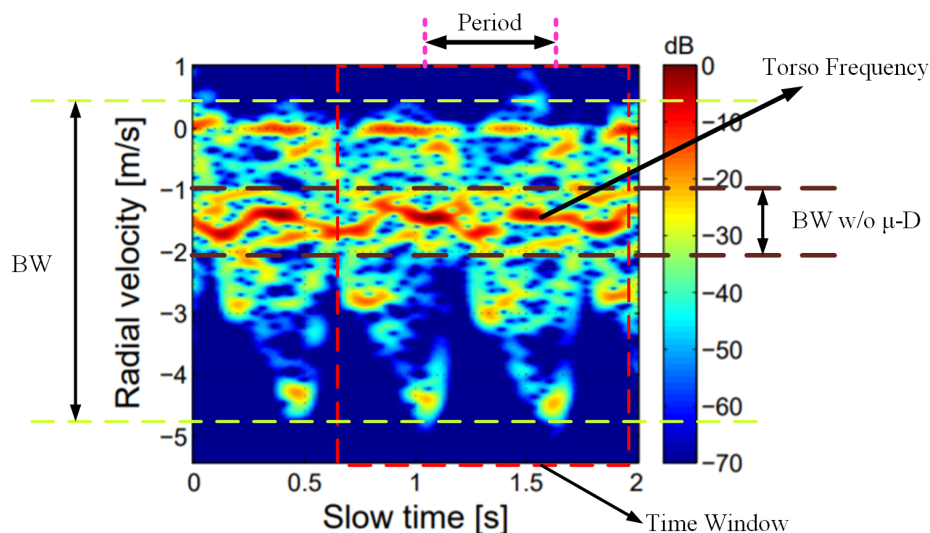 Period
dB
Torso Frequency
1
0
−1
−2
−3
−4
−5
Radial velocity [m/s]
BW
0
−10
−20
−30
−40
−50
−60
−70
BW w/o μ-D
0
0.5
1
1.5
2
Slow time [s]
Time Window